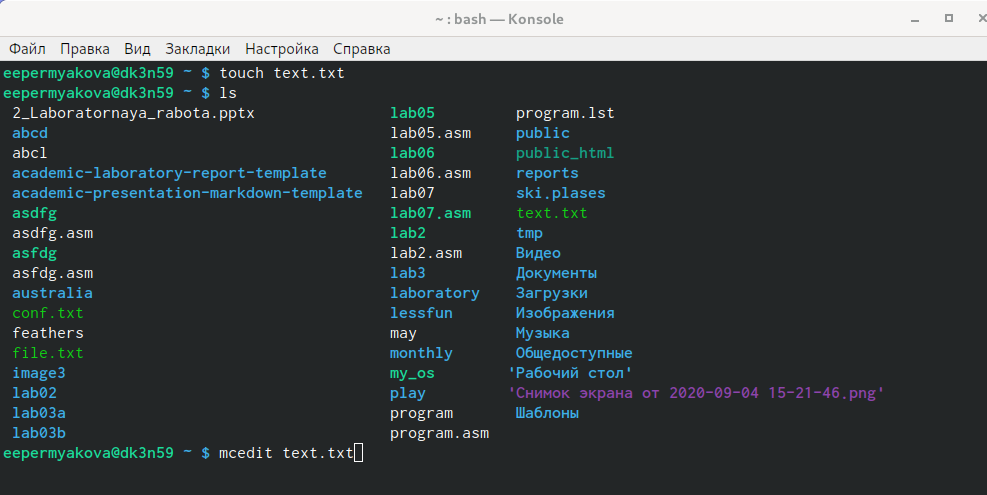 ~ : bash — Konsole
Файл Правка Вид Закладки Настройка Справка
eepermyakova@dk3n59 ~ $ touch text.txt
eepermyakova@dk3n59 ~ $ ls
2_Laboratornaya_rabota.pptx lab05 program.lst
abcd lab05.asm public
abcl lab06 public_html
academic-laboratory-report-template lab06.asm reports
academic-presentation-markdown-template lab07 ski.plases
asdfg lab07.asm text.txt
asdfg.asm lab2 tmp
asfdg lab2.asm Видео
asfdg.asm lab3 Документы
australia laboratory Загрузки
conf.txt lessfun Изображения
feathers may Музыка
file.txt monthly Общедоступные
image3 my_os 'Рабочий стол'
lab02 play 'Снимок экрана от 2020-09-04 15-21-46.png'
lab03a program Шаблоны
lab03b program.asm
eepermyakova@dk3n59 ~ $ mcedit text.txt